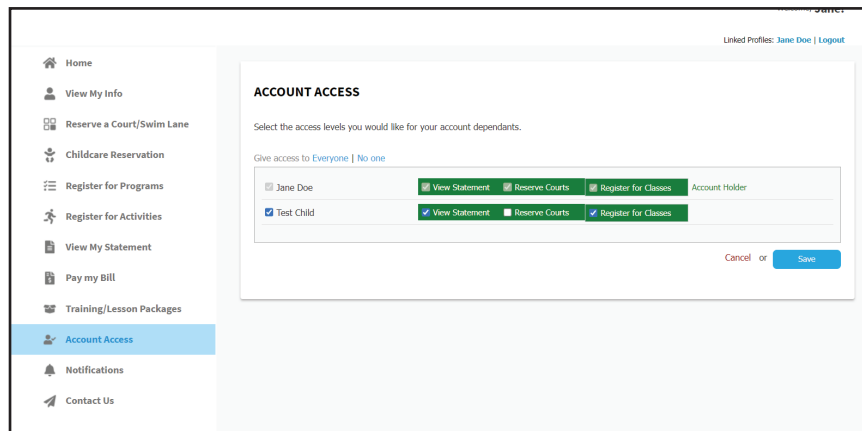 Jane!
Linked Profiles: Jane Doe | Logout
Home
View My Info
Reserve a Court/Swim Lane
Childcare Reservation
Register for Programs
Register for Activities
View My Statement
Pay my Bill
Training/Lesson Packages
Account Access
Notifications
Contact Us
ACCOUNT ACCESS
Select the access levels you would like for your account dependants.
Give access to Everyone | No one
Jane Doe View Statement Reserve Courts Register for Classes Account Holder
Test Child View Statement Reserve Courts Register for Classes
Cancel or Save